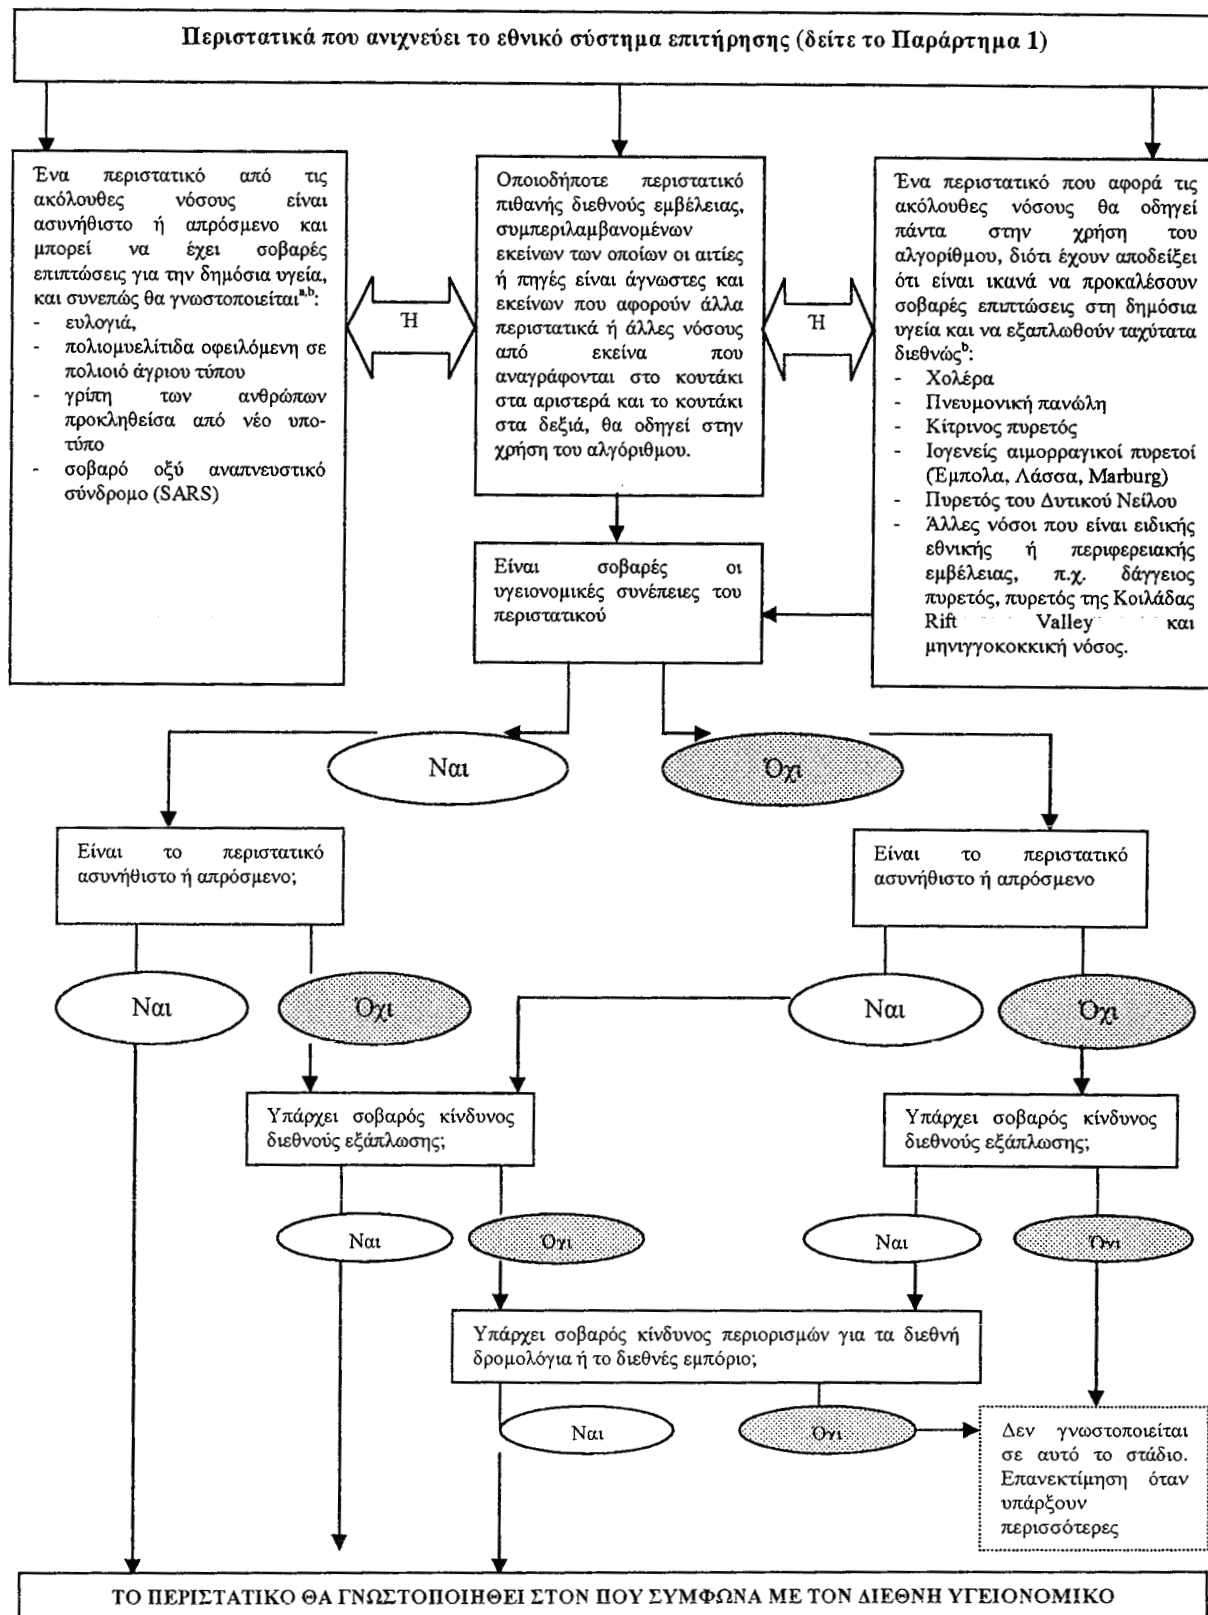 Περιστατικά που ανιχνεύει το εθνικό σύστημα επιτήρησης (δείτε το Παράρτημα 1)
Ένα περιστατικό από τις
ακόλουθες νόσους είναι
ασυνήθιστο ή απρόσμενο και
μπορεί να έχει σοβαρές
επιπτώσεις για την δημόσια υγεία,
και συνεπώς θα γνωστοποιείταιa,b:
- ευλογιά,
- πολιομυελίτιδα οφειλόμενη σε
πολιοιό άγριου τύπου
- γρίπη των ανθρώπων
προκληθείσα από νέο υπο-
τύπο
- σοβαρό οξύ αναπνευστικό
σύνδρομο (SARS)
Ή
Οποιοδήποτε περιστατικό
πιθανής διεθνούς εμβέλειας,
συμπεριλαμβανομένων
εκείνων των οποίων οι αιτίες
ή πηγές είναι άγνωστες και
εκείνων που αφορούν άλλα
περιστατικά ή άλλες νόσους
από εκείνα που
αναγράφονται στο κουτάκι
στα αριστερά και το κουτάκι
στα δεξιά, θα οδηγεί στην
χρήση του αλγόριθμου.
Ή
Ένα περιστατικό που αφορά τις
ακόλουθες νόσους θα οδηγεί
πάντα στην χρήση του
αλγορίθμου, διότι έχουν αποδείξει
ότι είναι ικανά να προκαλέσουν
σοβαρές επιπτώσεις στη δημόσια
υγεία και να εξαπλωθούν ταχύτατα
διεθνώςb:
- Χολέρα
- Πνευμονική πανώλη
- Κίτρινος πυρετός
- Ιογενείς αιμορραγικοί πυρετοί
(Έμπολα, Λάσσα, Marburg)
- Πυρετός του Δυτικού Νείλου
- Άλλες νόσοι που είναι ειδικής
εθνικής ή περιφερειακής
εμβέλειας, π.χ. δάγγειος
πυρετός, πυρετός της Κοιλάδας
Rift Valley και
μηνιγγοκοκκική νόσος.
Είναι σοβαρές οι
υγειονομικές συνέπειες του
περιστατικού
Ναι
Όχι
Είναι το περιστατικό
ασυνήθιστο ή απρόσμενο;
Είναι το περιστατικό
ασυνήθιστο ή απρόσμενο
Ναι
Όχι
Ναι
Όχι
Υπάρχει σοβαρός κίνδυνος
διεθνούς εξάπλωσης;
Υπάρχει σοβαρός κίνδυνος
διεθνούς εξάπλωσης;
Ναι
Όχι
Ναι
Όχι
Υπάρχει σοβαρός κίνδυνος περιορισμών για τα διεθνή
δρομολόγια ή το διεθνές εμπόριο;
Ναι
Όχι
Δεν γνωστοποιείται
σε αυτό το στάδιο.
Επανεκτίμηση όταν
υπάρξουν
περισσότερες
ΤΟ ΠΕΡΙΣΤΑΤΙΚΟ ΘΑ ΓΝΩΣΤΟΠΟΙΗΘΕΙ ΣΤΟΝ ΠΟΥ ΣΥΜΦΩΝΑ ΜΕ ΤΟΝ ΔΙΕΘΝΗ ΥΓΕΙΟΝΟΜΙΚΟ